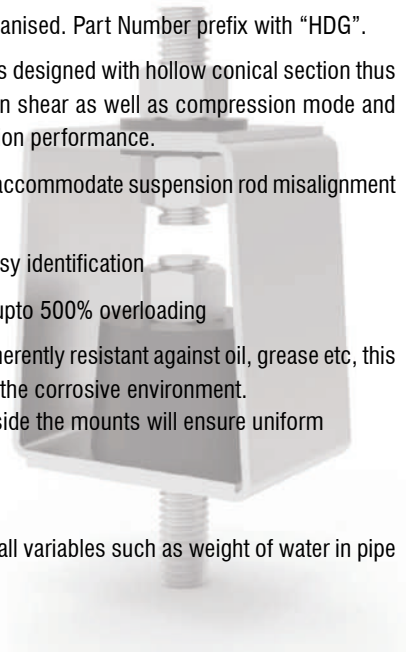 anised. Part Number prefix with “HDG”.
s designed with hollow conical section thus
n shear as well as compression mode and
on performance.
accommodate suspension rod misalignment
sy identification
upto 500% overloading
herently resistant against oil, grease etc, this
the corrosive environment.
side the mounts will ensure uniform
all variables such as weight of water in pipe